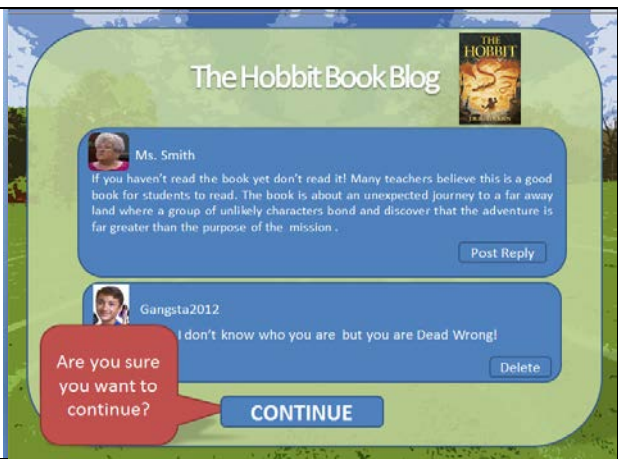 The Hobbit Book Blog
THE
HOBBIT
J.R.R. TOLKIEN
Ms. Smith
If you haven't read the book yet don't read it! Many teachers believe this is a good
book for students to read. The book is about an unexpected journey to a far away
land where a group of unlikely characters bond and discover that the adventure is
far greater than the purpose of the mission .
Post Reply
Gangsta2012
I don't know who you are but you are Dead Wrong!
Delete
Are you sure
you want to
continue?
CONTINUE